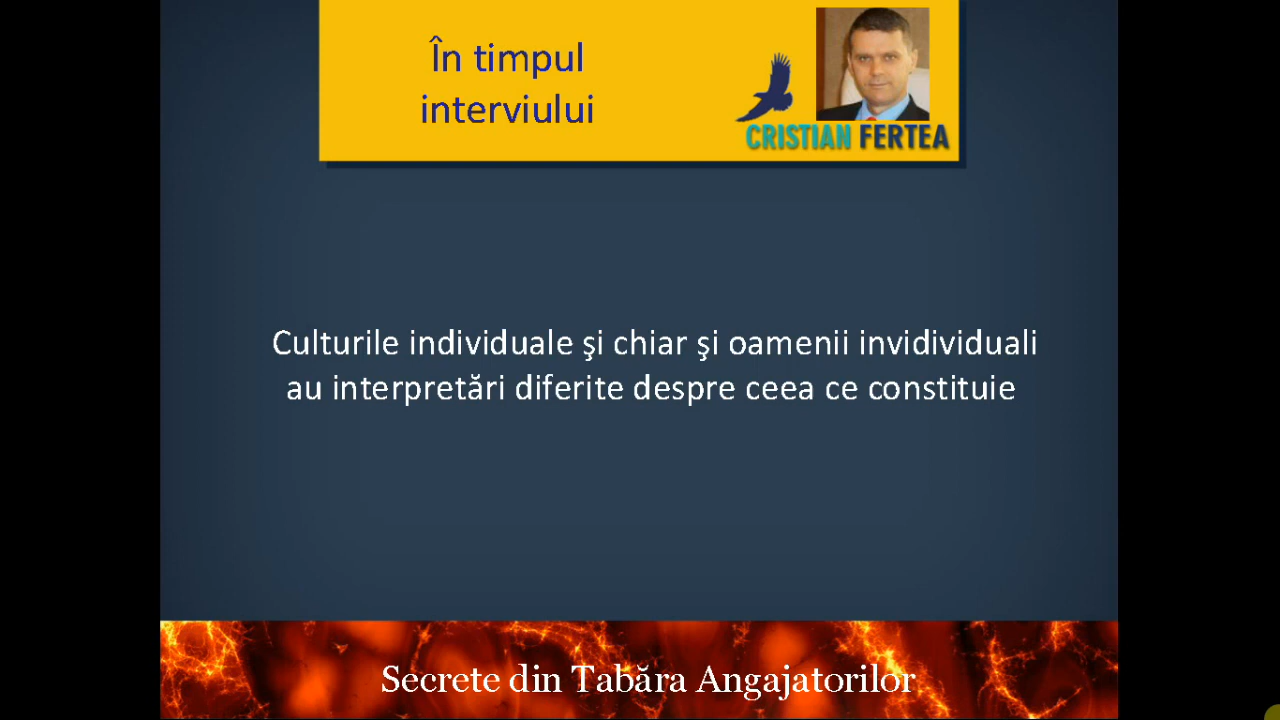 În timpul
interviului
CRISTIAN FERTEA
Culturile individuale şi chiar şi oamenii invidividuali
au interpretări diferite despre ceea ce constituie
Secrete din Tabăra Angajatorilor